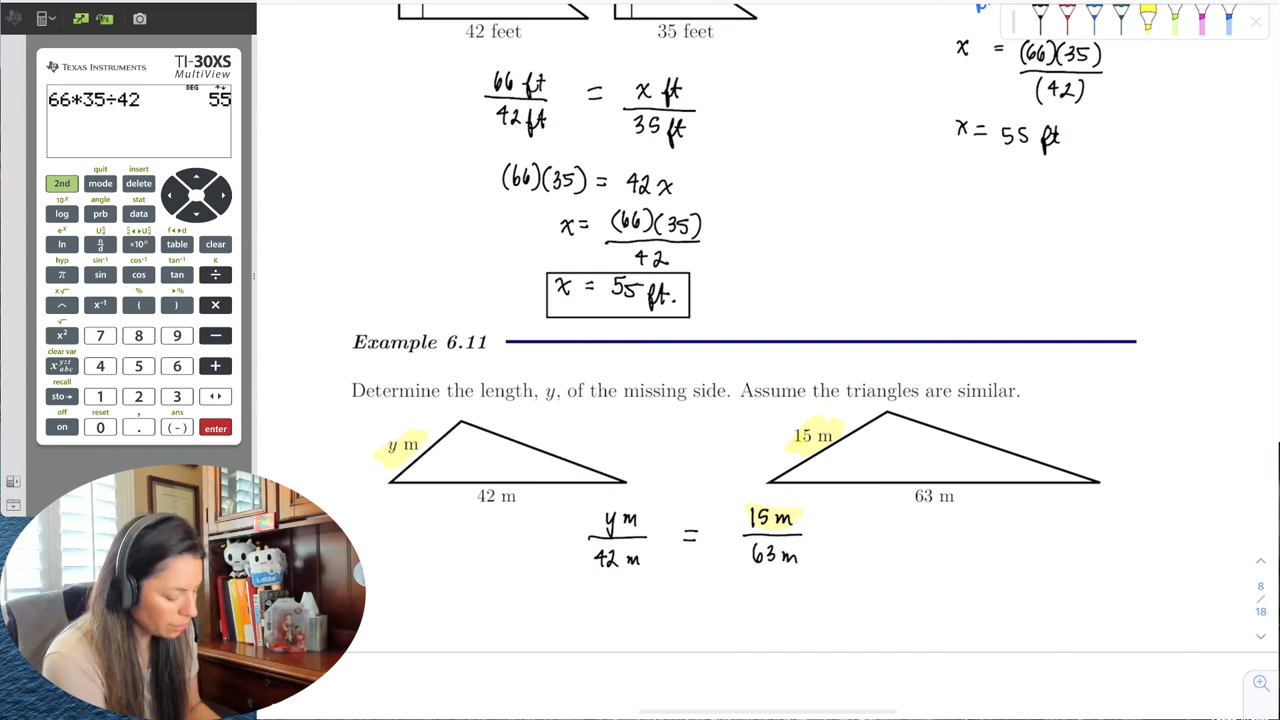 TEXAS INSTRUMENTS
TI-30XS
MultiView
DEG
66*35÷42 55
quit insert
2nd mode delete
10^x angle stat
log prb data
e^x f◄►d
ln n/d ×10ⁿ table clear
hyp sin⁻¹ cos⁻¹ tan⁻¹ K
π sin cos tan ÷
% ►%
^ x⁻¹ ( ) ×
√
x² 7 8 9 −
clear var
x yzt abc 4 5 6 +
recall
sto→ 1 2 3
off reset , ans
on 0 . (-) enter
42 feet 35 feet
66 ft / 42 ft = x ft / 35 ft
(66)(35) = 42x
x = (66)(35) / 42
x = 55 ft.
x = (66)(35) / (42)
x = 55 ft
Example 6.11
Determine the length, y, of the missing side. Assume the triangles are similar.
y m 15 m
42 m 63 m
y m / 42 m = 15 m / 63 m
8
/
18